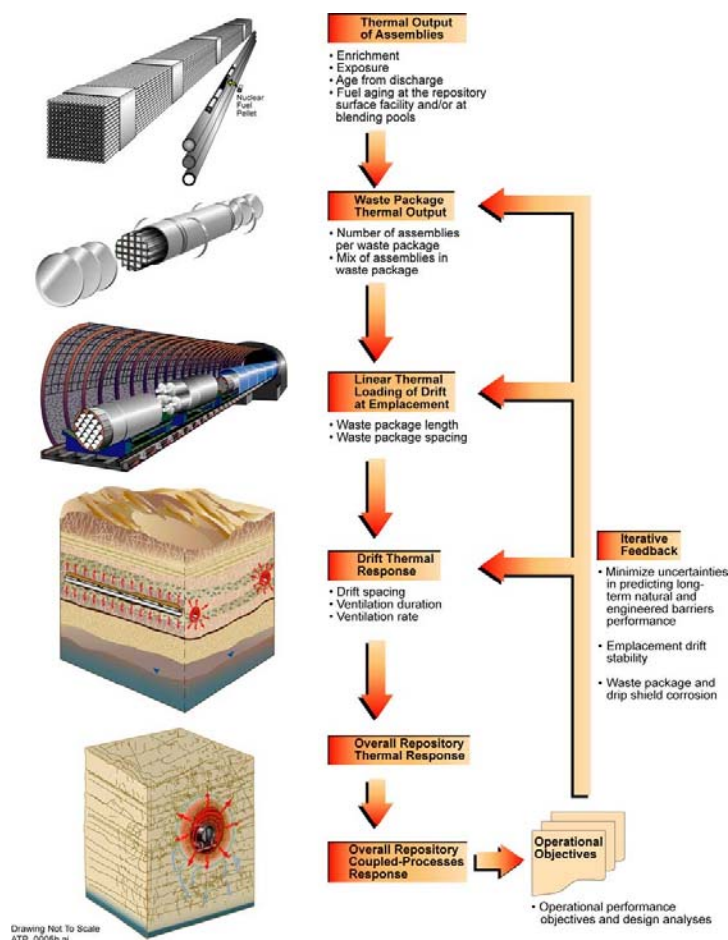 Thermal Output
of Assemblies
• Enrichment
• Exposure
• Age from discharge
• Fuel aging at the repository
surface facility and/or at
blending pools
Nuclear
Fuel
Pellet
Waste Package
Thermal Output
• Number of assemblies
per waste package
• Mix of assemblies in
waste package
Linear Thermal
Loading of Drift
at Emplacement
• Waste package length
• Waste package spacing
Drift Thermal
Response
• Drift spacing
• Ventilation duration
• Ventilation rate
Iterative
Feedback
• Minimize uncertainties
in predicting long-
term natural and
engineered barriers
performance
• Emplacement drift
stability
• Waste package and
drip shield corrosion
Overall Repository
Thermal Response
Overall Repository
Coupled-Processes
Response
Operational
Objectives
• Operational performance
objectives and design analyses
Drawing Not To Scale